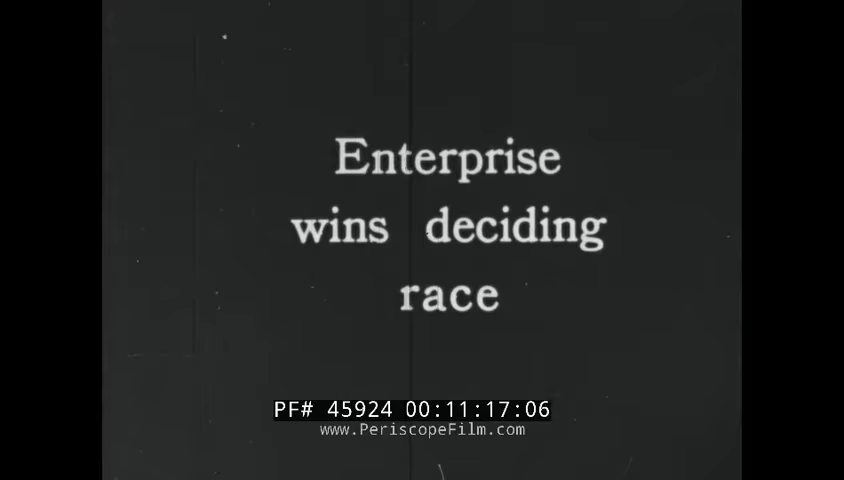 Enterprise
wins deciding
race
PF# 45924 00:11:17:06
www.PeriscopeFilm.com